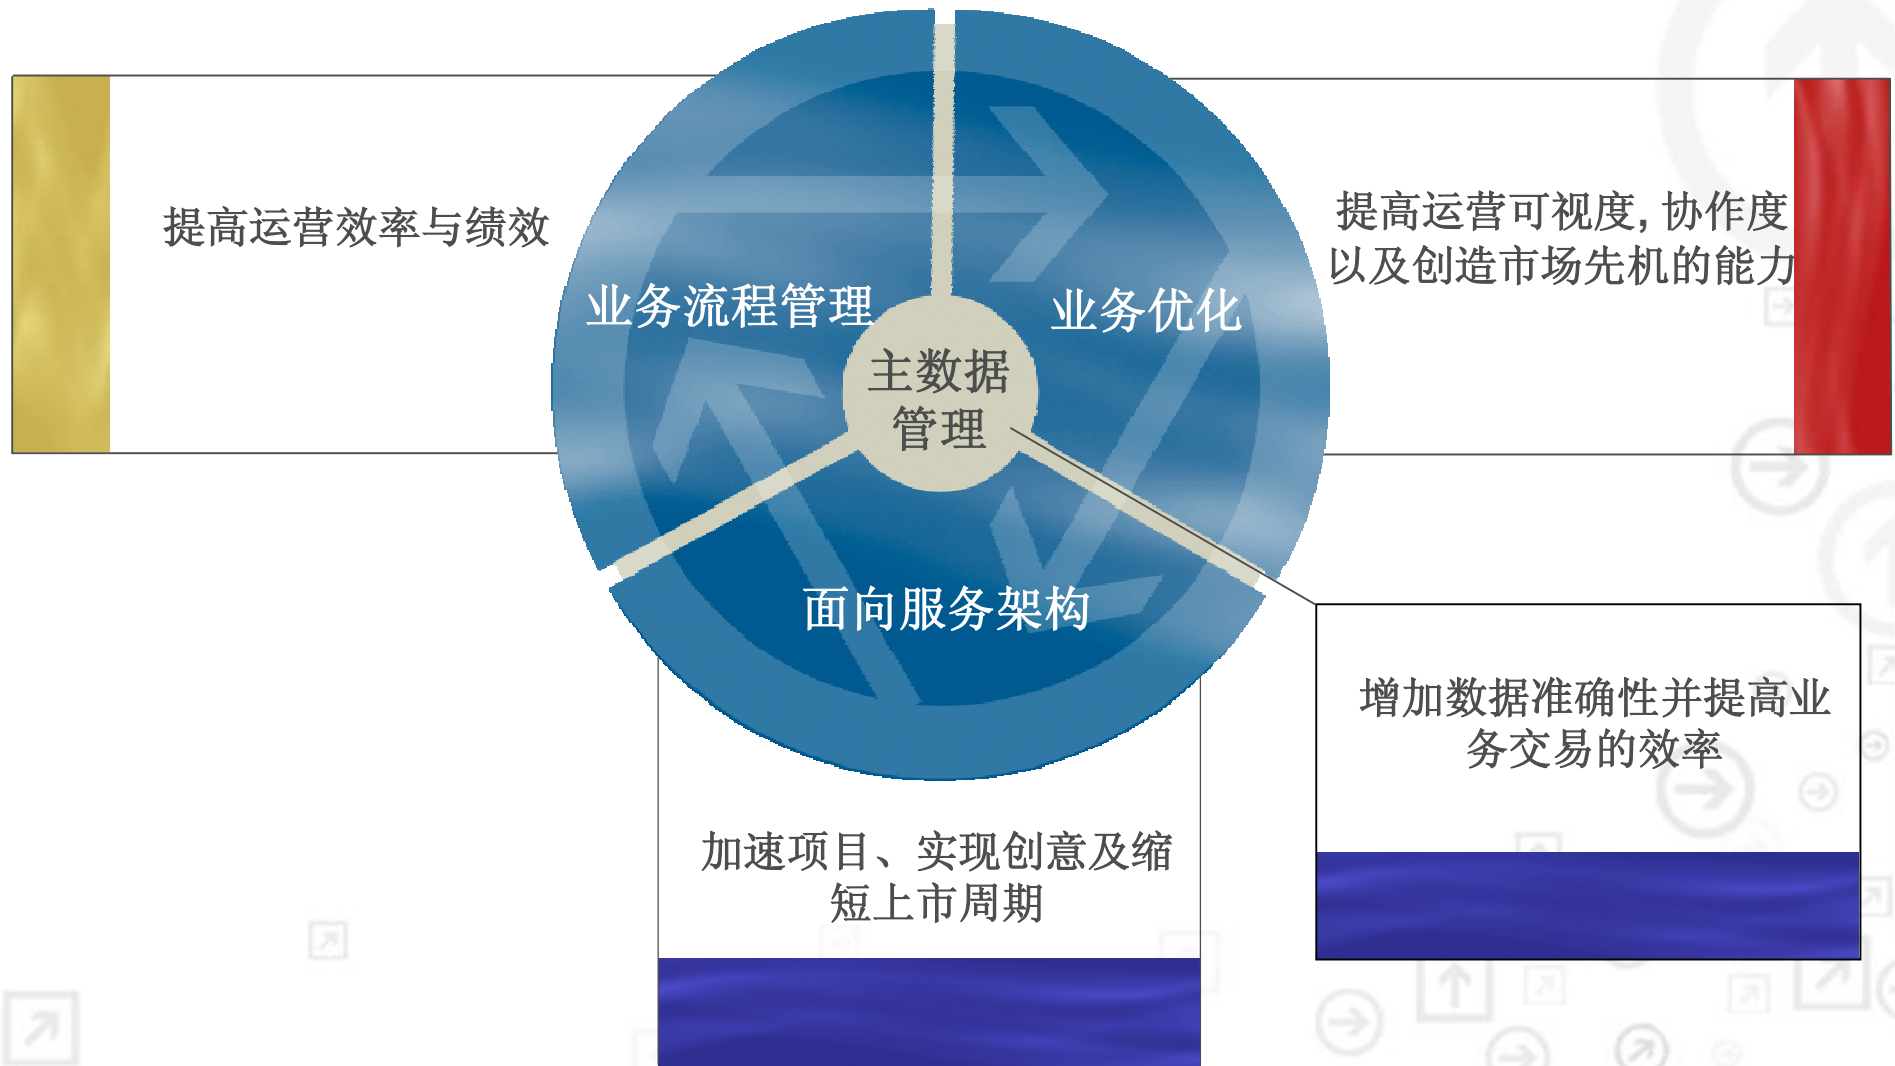 提高运营效率与绩效
业务流程管理
业务优化
提高运营可视度, 协作度
以及创造市场先机的能力
主数据
管理
面向服务架构
增加数据准确性并提高业
务交易的效率
加速项目、实现创意及缩
短上市周期